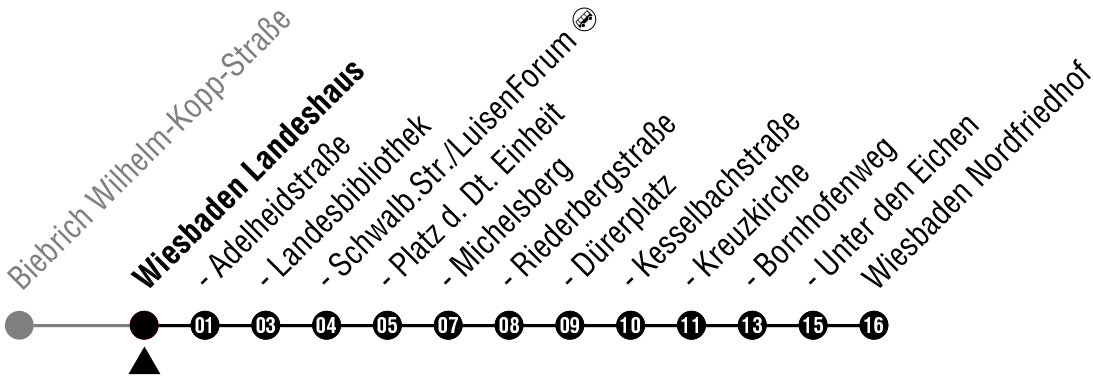 Biebrich Wilhelm-Kopp-Straße
Wiesbaden Landeshaus
- Adelheidstraße
- Landesbibliothek
- Schwalb.Str./LuisenForum
- Platz d. Dt. Einheit
- Michelsberg
- Riederbergstraße
- Dürerplatz
- Kesselbachstraße
- Kreuzkirche
- Bornhofenweg
- Unter den Eichen
Wiesbaden Nordfriedhof
01 03 04 05 07 08 09 10 11 13 15 16